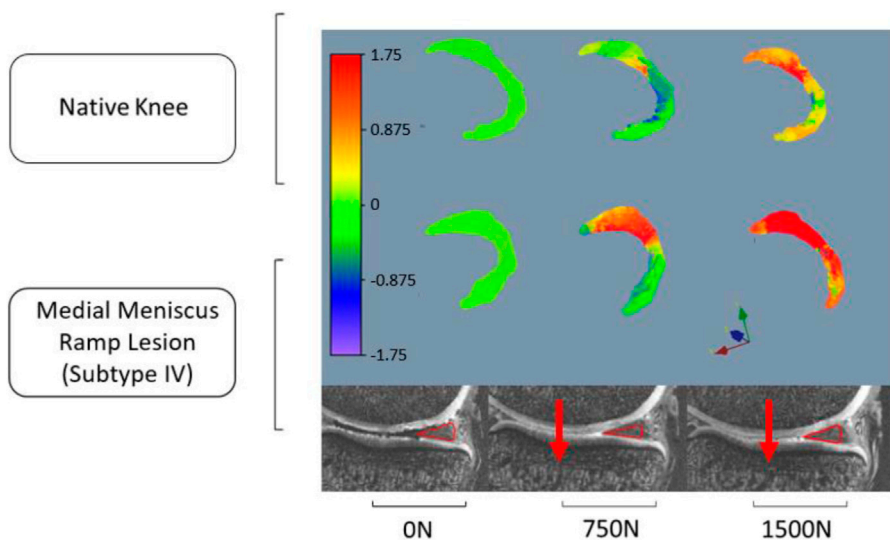 Native Knee
1.75
0.875
0
-0.875
-1.75
Medial Meniscus
Ramp Lesion
(Subtype IV)
0N
750N
1500N